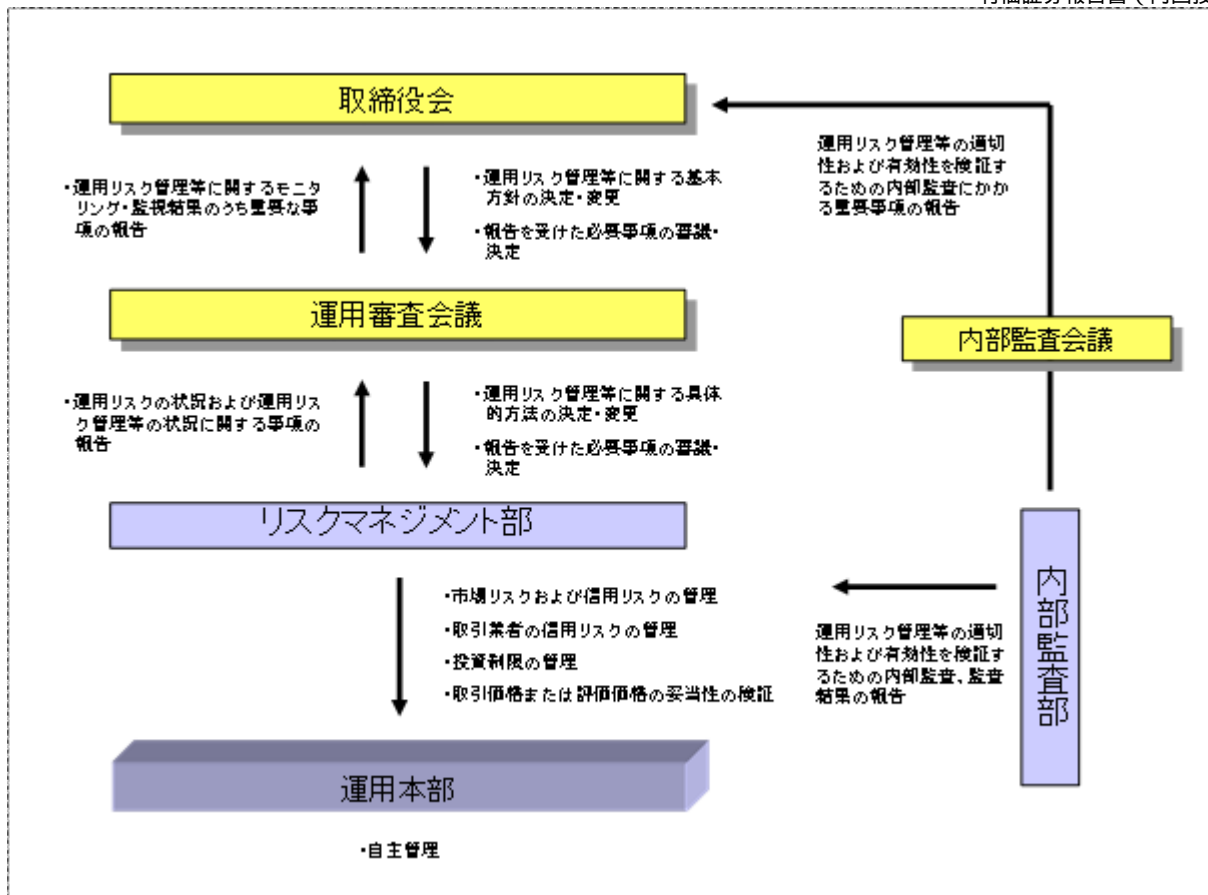 取締役会
運用リスク管理等の適切
性および有効性を検証す
るための内部監査にかか
る重要事項の報告
・運用リスク管理等に関するモニタ
リング・監視結果のうち重要な事
項の報告
・運用リスク管理等に関する基本
方針の決定・変更
・報告を受けた必要事項の審議・
決定
運用審査会議
内部監査会議
・運用リスクの状況および運用リス
ク管理等の状況に関する事項の
報告
・運用リスク管理等に関する具体
的方法の決定・変更
・報告を受けた必要事項の審議・
決定
リスクマネジメント部
内部監査部
・市場リスクおよび信用リスクの管理
・取引業者の信用リスクの管理
・投資制限の管理
・取引価格または評価価格の妥当性の検証
運用リスク管理等の適切
性および有効性を検証す
るための内部監査、監査
結果の報告
運用本部
・自主管理